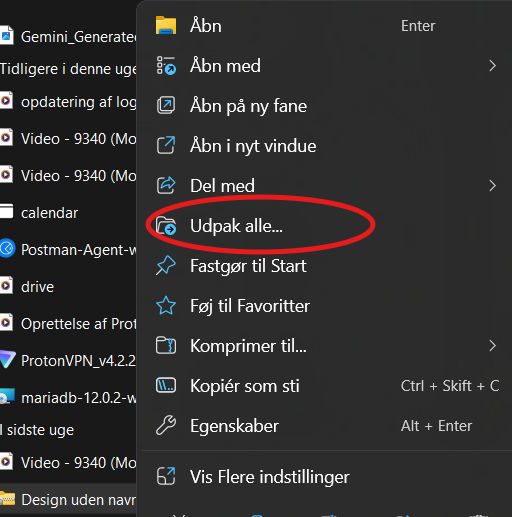 Gemini_Generated
Tidligere i denne uge
opdatering af log
Video - 9340 (Mo
Video - 9340 (Mo
calendar
Postman-Agent-w
drive
Oprettelse af Prot
ProtonVPN_v4.2.2
mariadb-12.0.2-w
I sidste uge
Video - 9340 (Mo
Design uden navn
Åbn Enter
Åbn med
Åbn på ny fane
Åbn i nyt vindue
Del med
Udpak alle...
Fastgør til Start
Føj til Favoritter
Komprimer til...
Kopiér som sti Ctrl + Skift + C
Egenskaber Alt + Enter
Vis Flere indstillinger